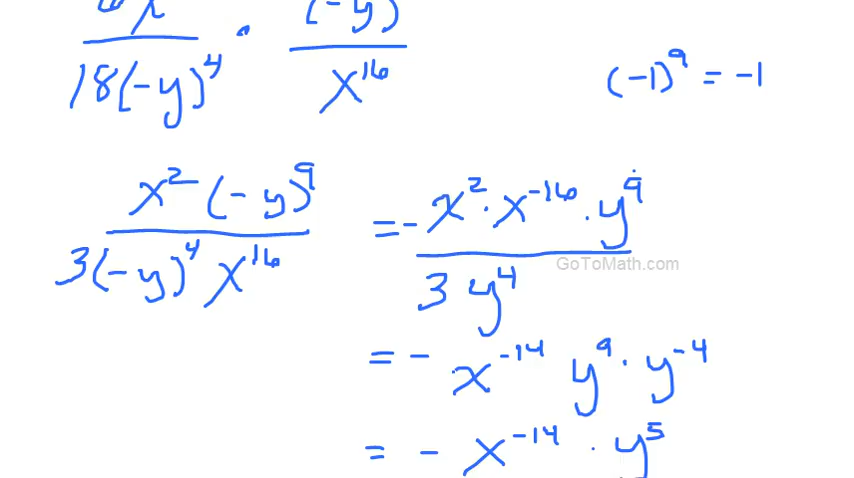 18(-y)^4 · (-y) / x^16
(-1)^9 = -1
x^2 (-y)^9 / 3(-y)^4 x^16 = - x^2 · x^-16 · y^9 / 3 y^4
GoToMath.com
= - x^-14 y^9 · y^-4
= - x^-14 · y^5